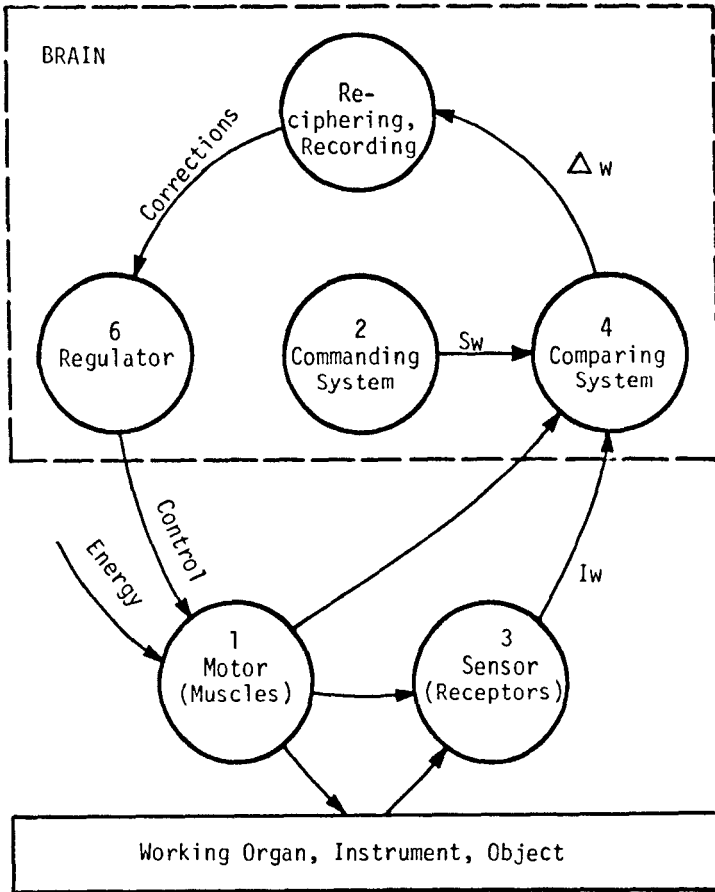 BRAIN
Re-
ciphering,
Recording
Corrections
Δ w
6
Regulator
2
Commanding
System
Sw
4
Comparing
System
Energy
Control
Iw
1
Motor
(Muscles)
3
Sensor
(Receptors)
Working Organ, Instrument, Object